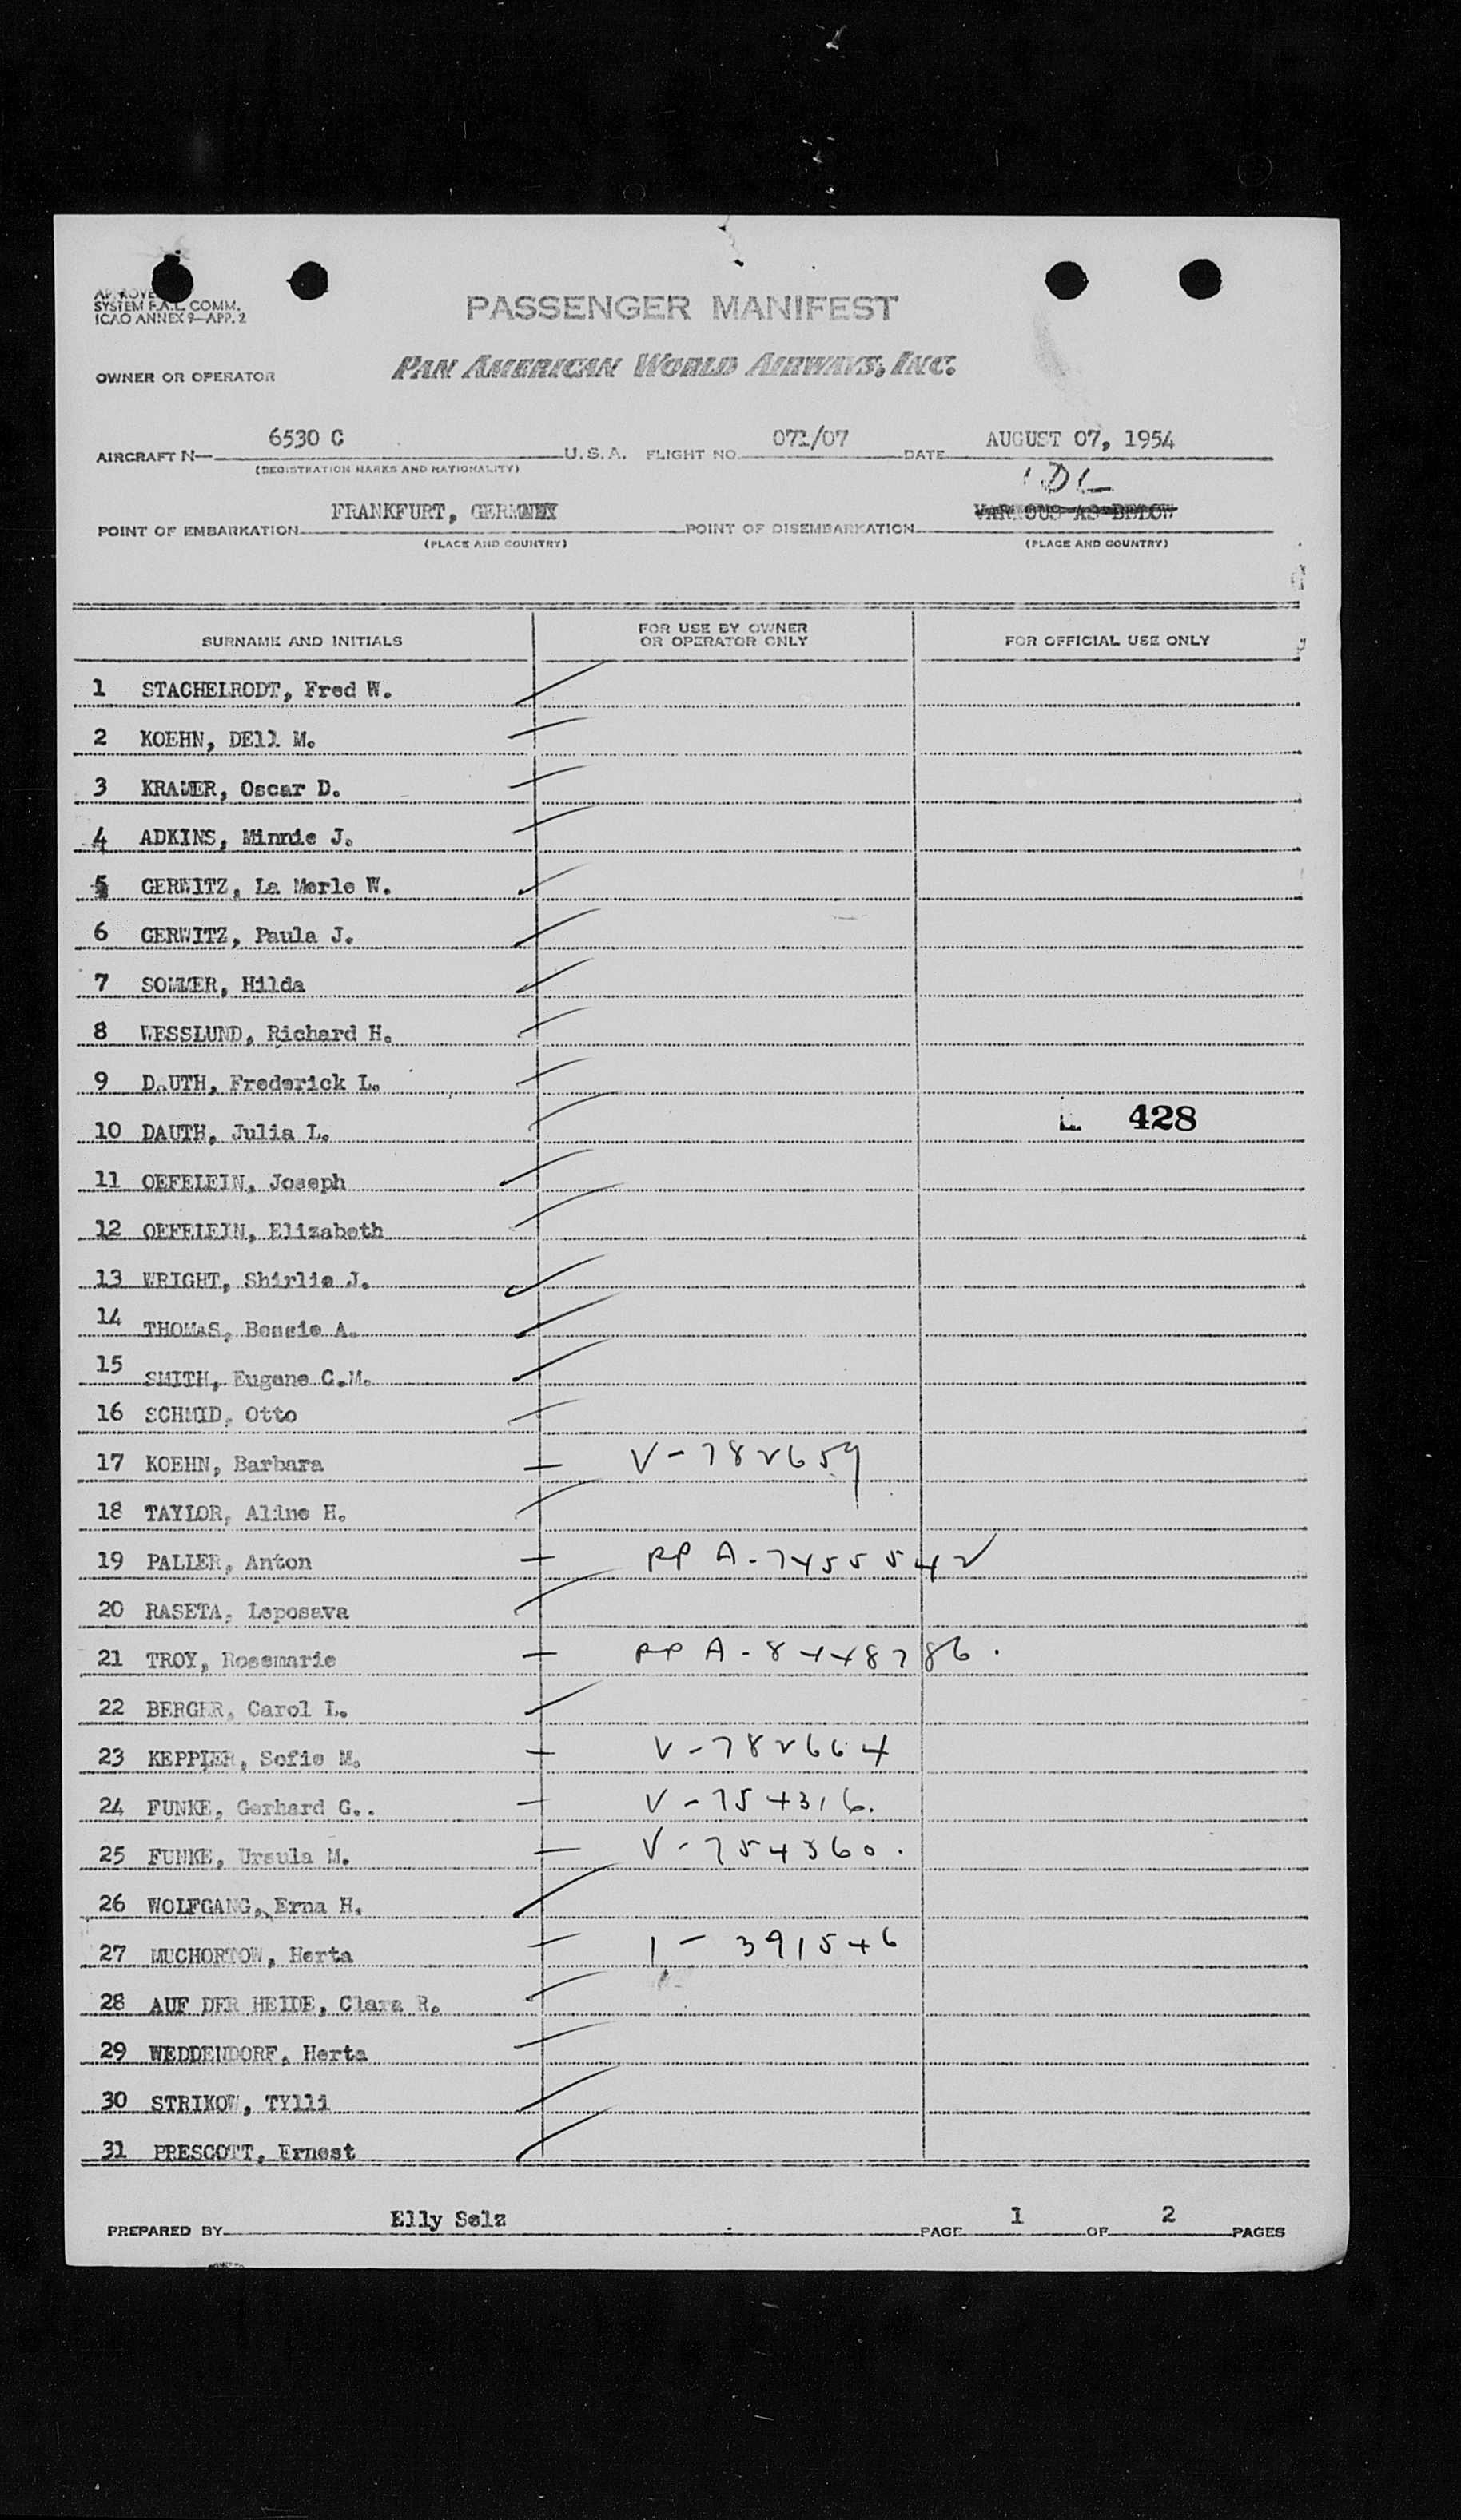 APPROVED
SYSTEM F.A.L. COMM.
ICAO ANNEX 9—APP. 2
PASSENGER MANIFEST
OWNER OR OPERATOR PAN AMERICAN WORLD AIRWAYS, INC.
AIRCRAFT N— 6530 C U.S.A. FLIGHT NO. 071/07 DATE AUGUST 07, 1954
(REGISTRATION MARKS AND NATIONALITY)
IDL
POINT OF EMBARKATION FRANKFURT, GERMNEX POINT OF DISEMBARKATION VARIOUS AS BELOW
(PLACE AND COUNTRY) (PLACE AND COUNTRY)
SURNAME AND INITIALS FOR USE BY OWNER OR OPERATOR ONLY FOR OFFICIAL USE ONLY
1 STACHELRODT, Fred W.
2 KOEHN, DEll M.
3 KRAMER, Oscar D.
4 ADKINS, Minnie J.
5 GERWITZ, La Merle W.
6 GERWITZ, Paula J.
7 SOMMER, Hilda
8 WESSLUND, Richard H.
9 DAUTH, Frederick L.
10 DAUTH, Julia L. L 428
11 OEFELEIN, Joseph
12 OEFELEIN, Elizabeth
13 WRIGHT, Shirlie J.
14 THOMAS, Bessie A.
15 SMITH, Eugene C.M.
16 SCHMID, Otto
17 KOEHN, Barbara — V-782659
18 TAYLOR, Aline H.
19 PALLER, Anton — PP A-7455542
20 RASETA, Leposava
21 TROY, Rosemarie — PP A-8448786.
22 BERGER, Carol L.
23 KEPPLER, Sofie M. — V-782664
24 FUNKE, Gerhard G.. — V-754316.
25 FUNKE, Ursula M. — V-754360.
26 WOLFGANG, Erna H.
27 MUCHORTOW, Herta — 1-391546
28 AUF DER HEIDE, Clara R.
29 WEDDENDORF, Herta
30 STRIKOW, TYlli
31 PRESCOTT, Ernest
PREPARED BY Elly Selz PAGE 1 OF 2 PAGES